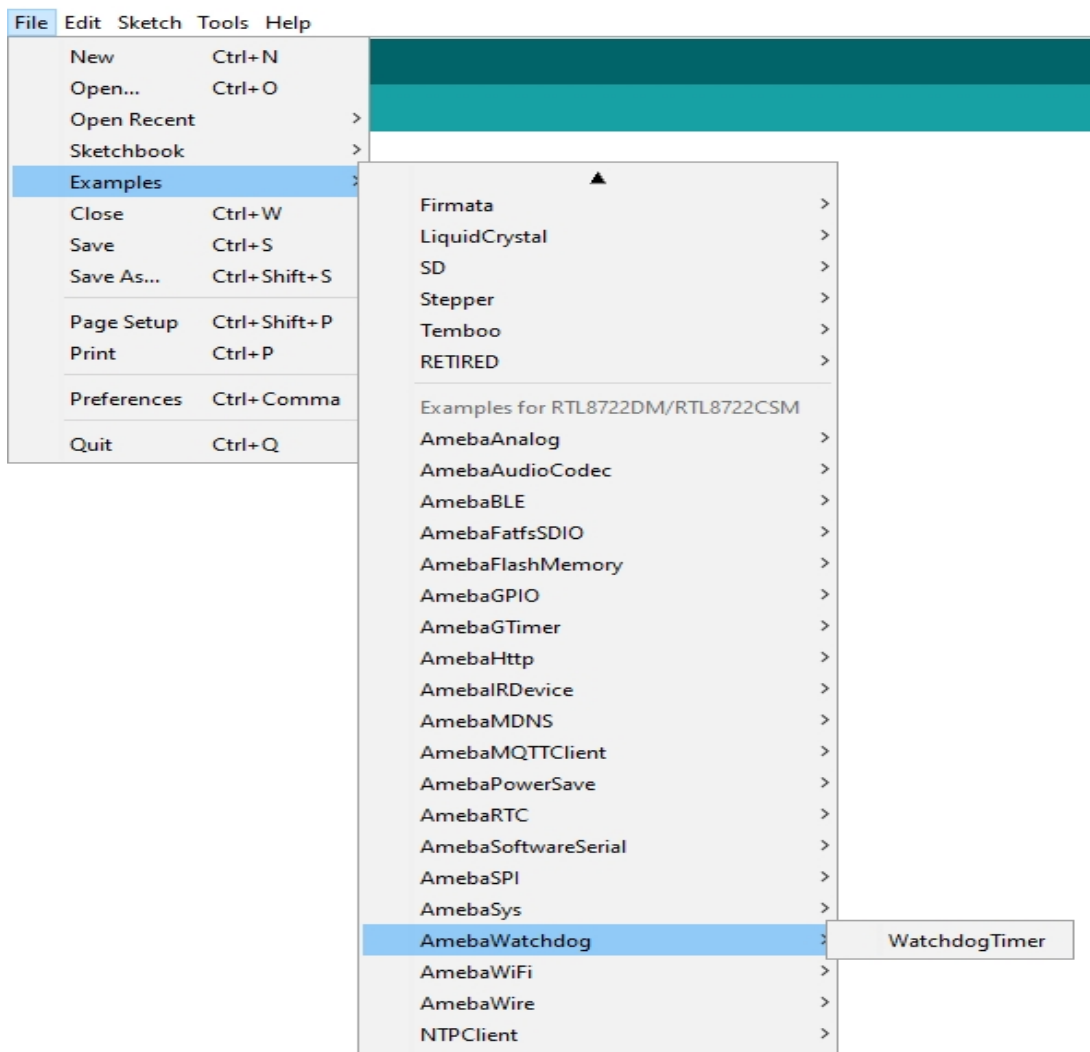 File Edit Sketch Tools Help
New Ctrl+N
Open... Ctrl+O
Open Recent >
Sketchbook >
Examples >
Close Ctrl+W
Save Ctrl+S
Save As... Ctrl+Shift+S
Page Setup Ctrl+Shift+P
Print Ctrl+P
Preferences Ctrl+Comma
Quit Ctrl+Q
Firmata >
LiquidCrystal >
SD >
Stepper >
Temboo >
RETIRED >
Examples for RTL8722DM/RTL8722CSM
AmebaAnalog >
AmebaAudioCodec >
AmebaBLE >
AmebaFatfsSDIO >
AmebaFlashMemory >
AmebaGPIO >
AmebaGTimer >
AmebaHttp >
AmebaIRDevice >
AmebaMDNS >
AmebaMQTTClient >
AmebaPowerSave >
AmebaRTC >
AmebaSoftwareSerial >
AmebaSPI >
AmebaSys >
AmebaWatchdog >
WatchdogTimer
AmebaWiFi >
AmebaWire >
NTPClient >